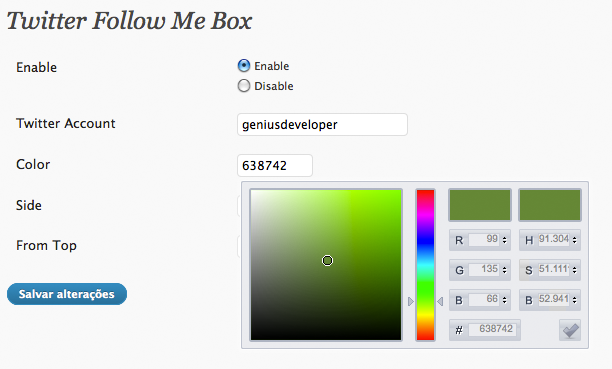 Twitter Follow Me Box
Enable
Enable
Disable
Twitter Account
geniusdeveloper
Color
638742
Side
From Top
R 99 H 91.304
G 135 S 51.111
B 66 B 52.941
# 638742
Salvar alterações